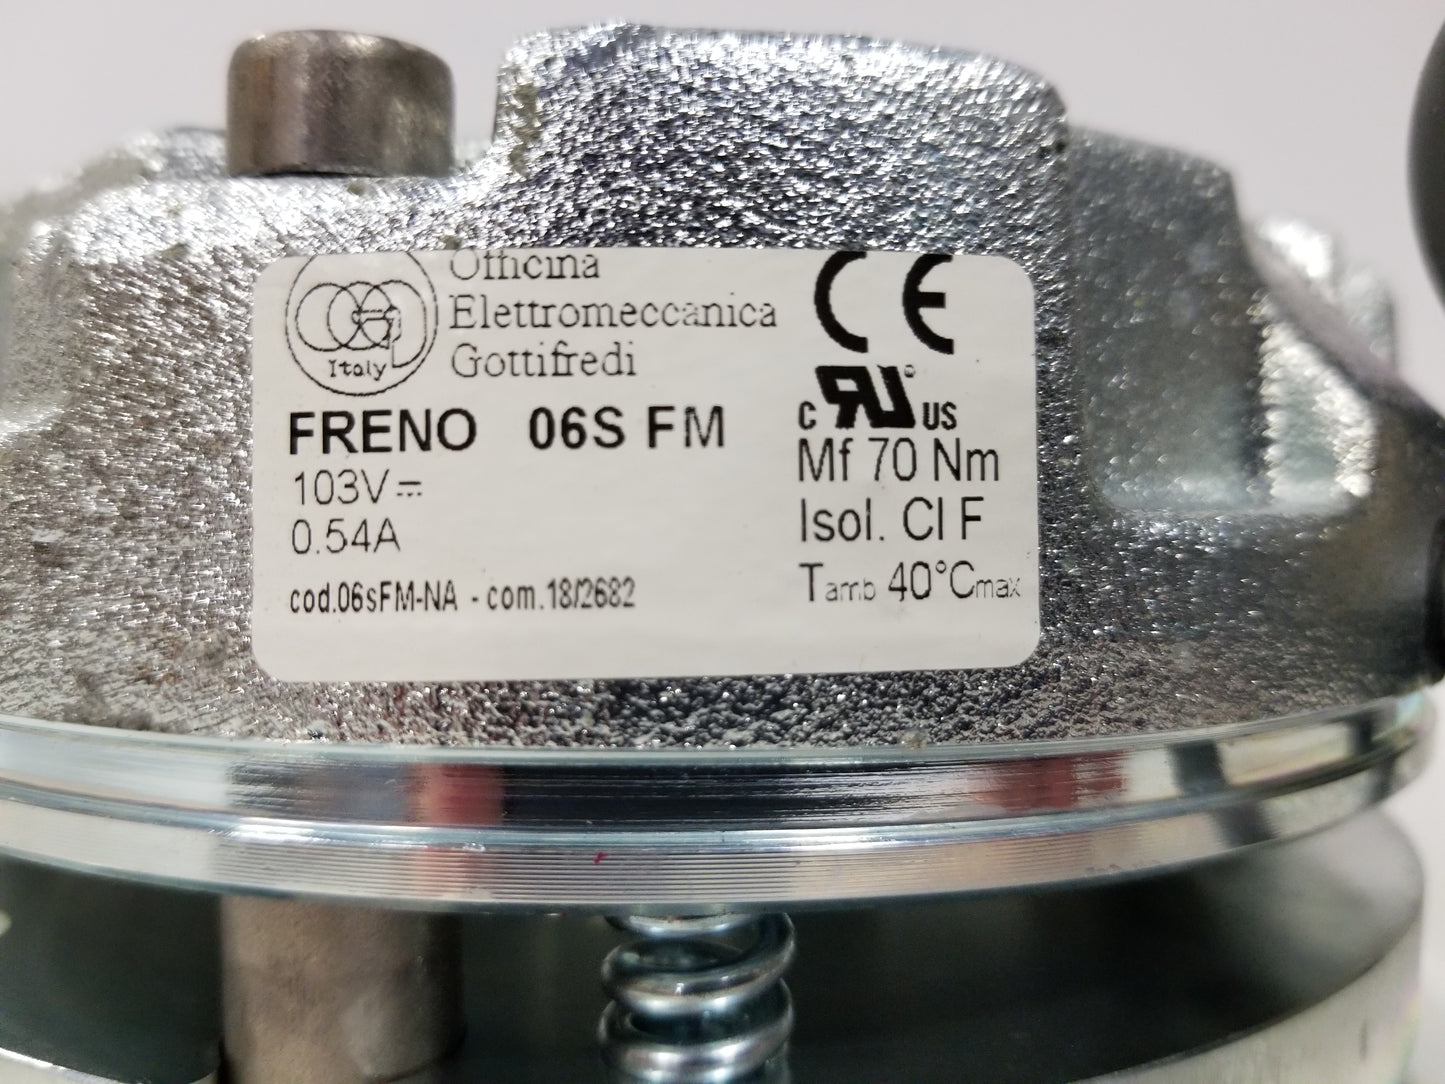 Officina
Elettromeccanica
Gottifredi
Italy
CE
FRENO 06S FM
c RU ® US
103V⎓
0.54A
Mf 70 Nm
Isol. Cl F
Tamb 40°Cmax
cod.06sFM-NA - com.18/2682